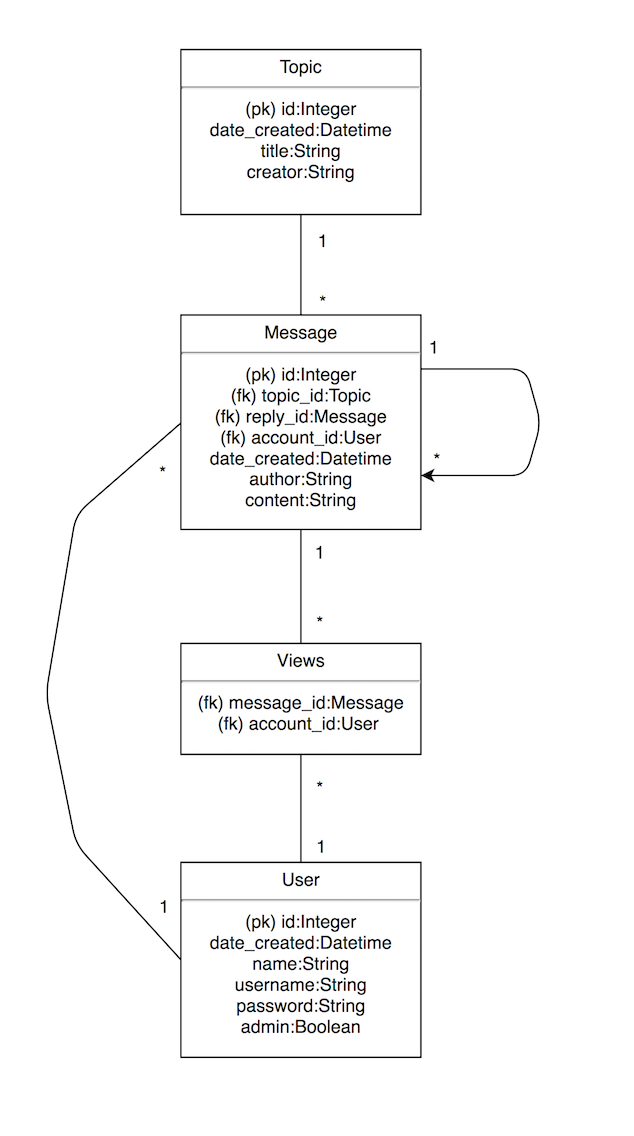 Topic
(pk) id:Integer
date_created:Datetime
title:String
creator:String
1
*
Message
1
(pk) id:Integer
(fk) topic_id:Topic
(fk) reply_id:Message
(fk) account_id:User
date_created:Datetime
author:String
content:String
*
*
1
*
Views
(fk) message_id:Message
(fk) account_id:User
*
1
User
1
(pk) id:Integer
date_created:Datetime
name:String
username:String
password:String
admin:Boolean